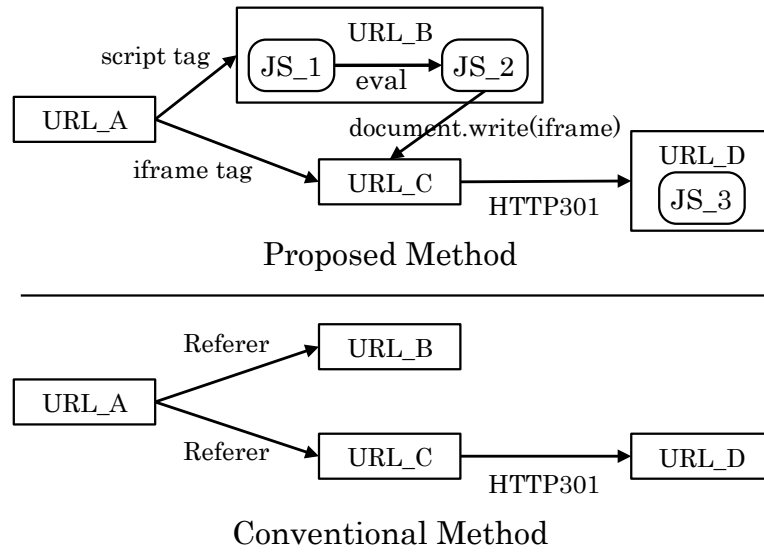 URL_B
script tag
JS_1
JS_2
eval
URL_A
document.write(iframe)
iframe tag
URL_C
URL_D
JS_3
HTTP301
Proposed Method
Referer
URL_B
URL_A
Referer
URL_C
URL_D
HTTP301
Conventional Method